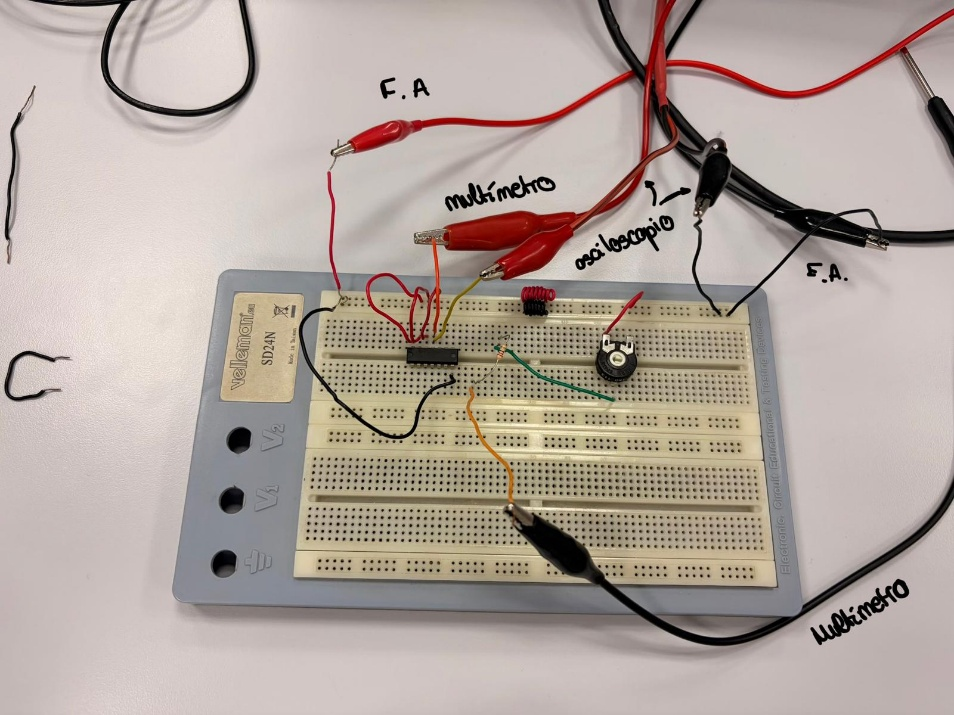 F.A
multímetro
osciloscopio
F.A.
velleman
SD24N
V2
V1
Multímetro